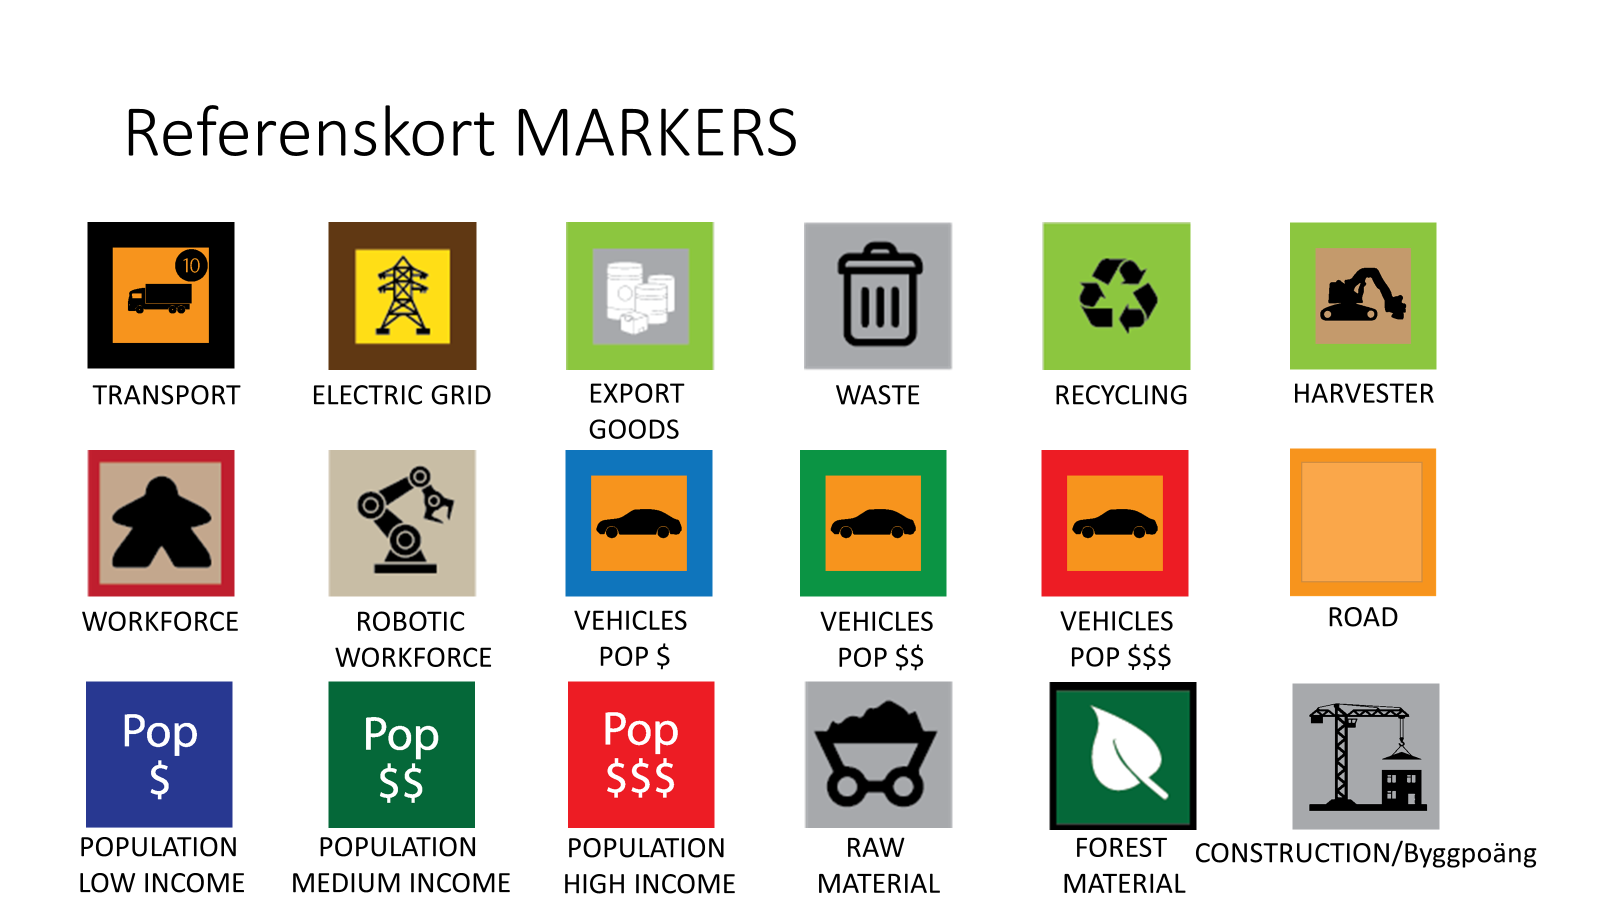 Referenskort MARKERS
10
TRANSPORT
ELECTRIC GRID
EXPORT
GOODS
WASTE
RECYCLING
HARVESTER
WORKFORCE
ROBOTIC
WORKFORCE
VEHICLES
POP $
VEHICLES
POP $$
VEHICLES
POP $$$
ROAD
Pop
$
Pop
$$
Pop
$$$
POPULATION
LOW INCOME
POPULATION
MEDIUM INCOME
POPULATION
HIGH INCOME
RAW
MATERIAL
FOREST
MATERIAL
CONSTRUCTION/Byggpoäng